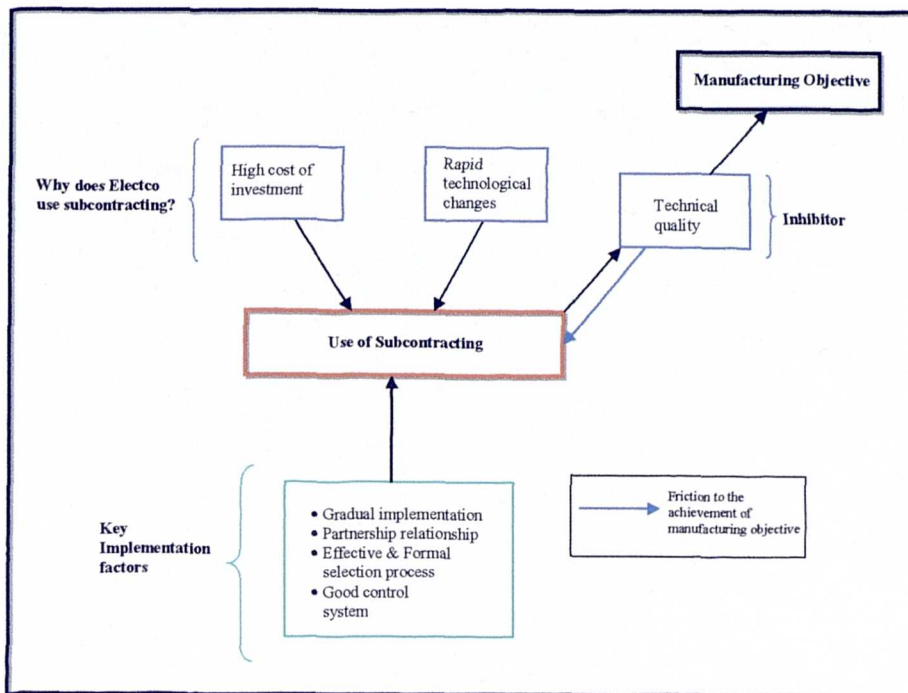 Manufacturing Objective
Why does Electco
use subcontracting?
High cost of
investment
Rapid
technological
changes
Technical
quality
Inhibitor
Use of Subcontracting
Key
Implementation
factors
• Gradual implementation
• Partnership relationship
• Effective & Formal
selection process
• Good control
system
Friction to the
achievement of
manufacturing objective